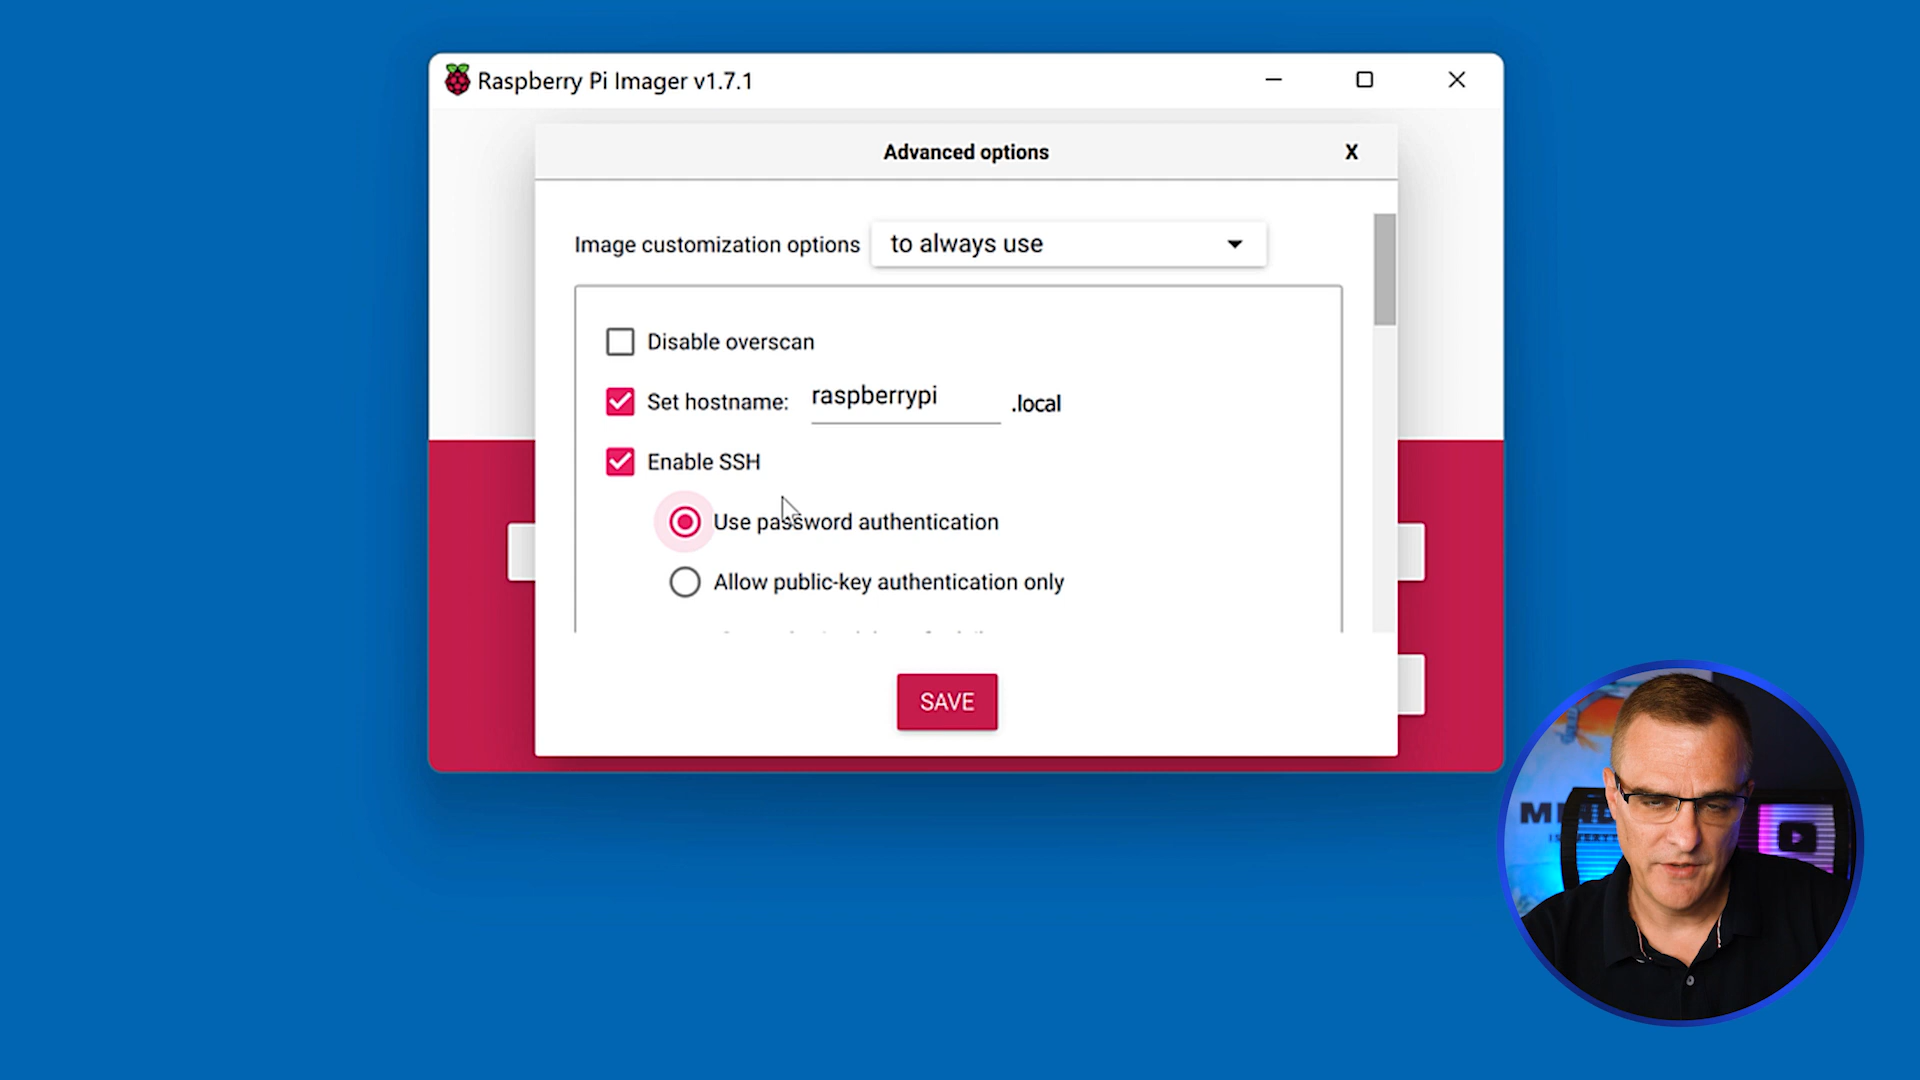 Raspberry Pi Imager v1.7.1
Advanced options
X
Image customization options
to always use
Disable overscan
Set hostname:
raspberrypi
.local
Enable SSH
Use password authentication
Allow public-key authentication only
SAVE